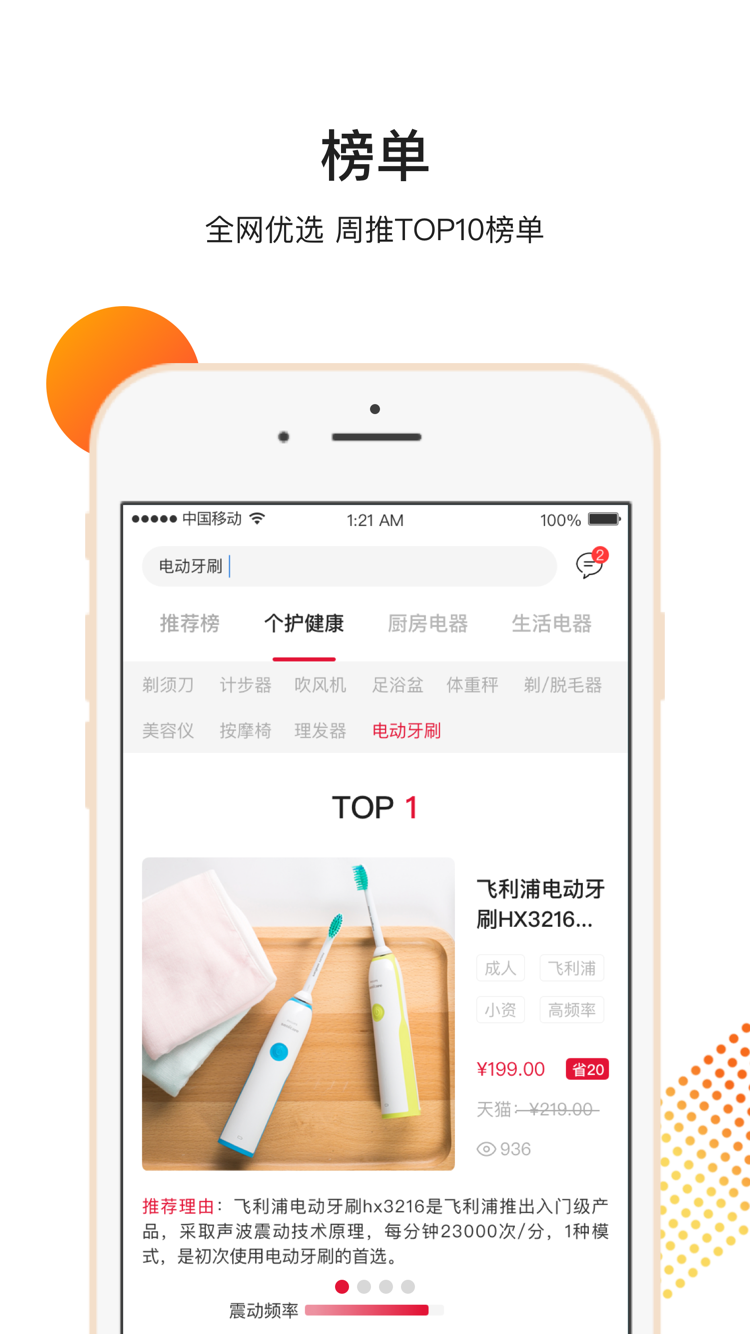 榜单
全网优选 周推TOP10榜单
中国移动 1:21 AM 100%
电动牙刷 2
推荐榜 个护健康 厨房电器 生活电器
剃须刀 计步器 吹风机 足浴盆 体重秤 剃/脱毛器
美容仪 按摩椅 理发器 电动牙刷
TOP 1
飞利浦电动牙
刷HX3216...
成人 飞利浦
小资 高频率
¥199.00 省20
天猫：¥219.00
936
推荐理由：飞利浦电动牙刷hx3216是飞利浦推出入门级产
品，采取声波震动技术原理，每分钟23000次/分，1种模
式，是初次使用电动牙刷的首选。
震动频率